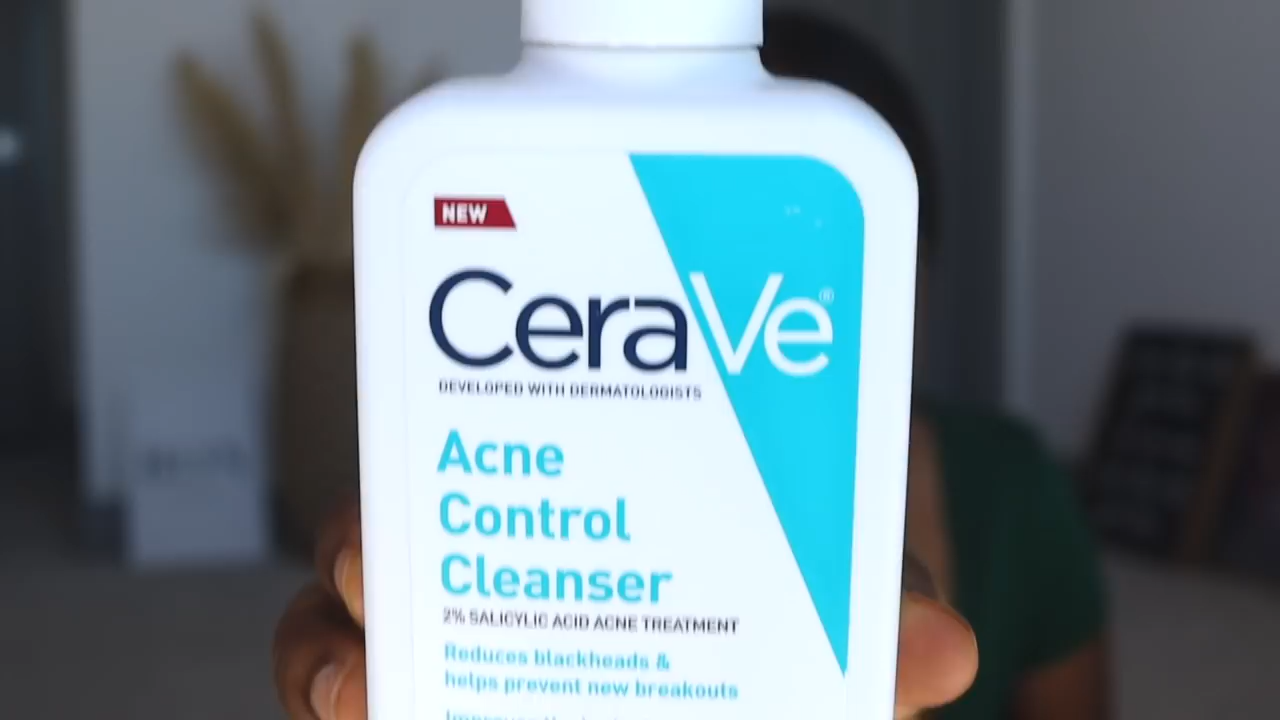 NEW
CeraVe®
DEVELOPED WITH DERMATOLOGISTS
Acne
Control
Cleanser
2% SALICYLIC ACID ACNE TREATMENT
Reduces blackheads &
helps prevent new breakouts